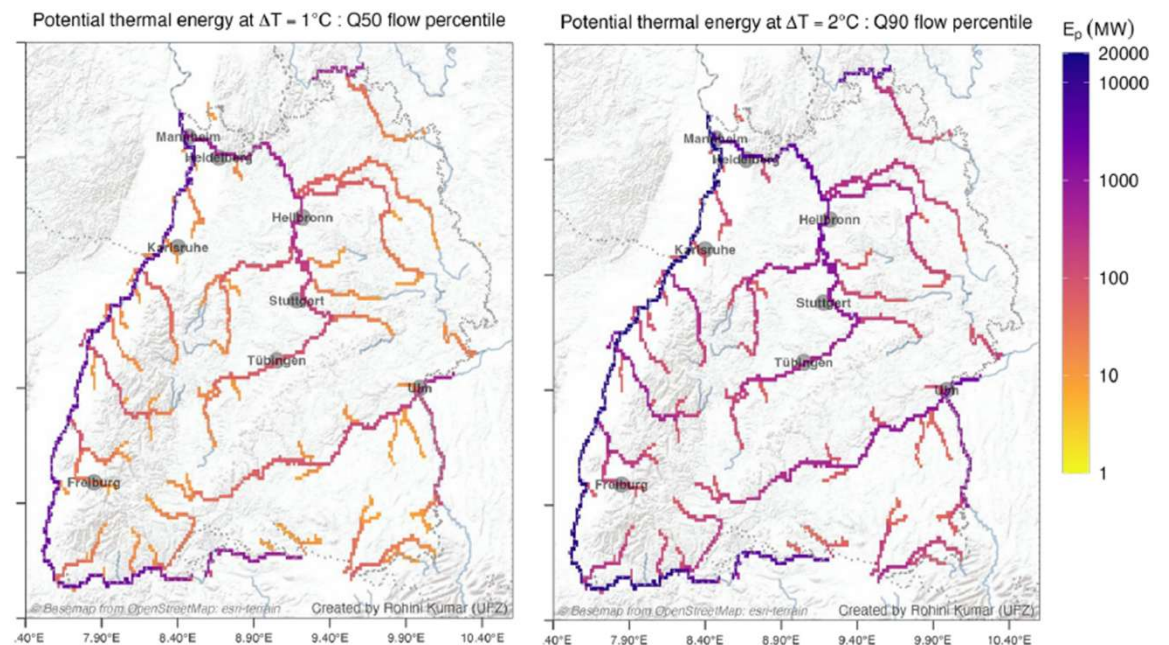 Potential thermal energy at ΔT = 1°C : Q50 flow percentile
Potential thermal energy at ΔT = 2°C : Q90 flow percentile
Eₚ (MW)
20000
10000
1000
100
10
1
Mannheim
Heidelberg
Heilbronn
Karlsruhe
Stuttgart
Tübingen
Ulm
Freiburg
© Basemap from OpenStreetMap: esri-terrain
Created by Rohini Kumar (UFZ)
.40°E 7.90°E 8.40°E 8.90°E 9.40°E 9.90°E 10.40°E
Mannheim
Heidelberg
Heilbronn
Karlsruhe
Stuttgart
Tübingen
Ulm
Freiburg
© Basemap from OpenStreetMap: esri-terrain
Created by Rohini Kumar (UFZ)
.40°E 7.90°E 8.40°E 8.90°E 9.40°E 9.90°E 10.40°E